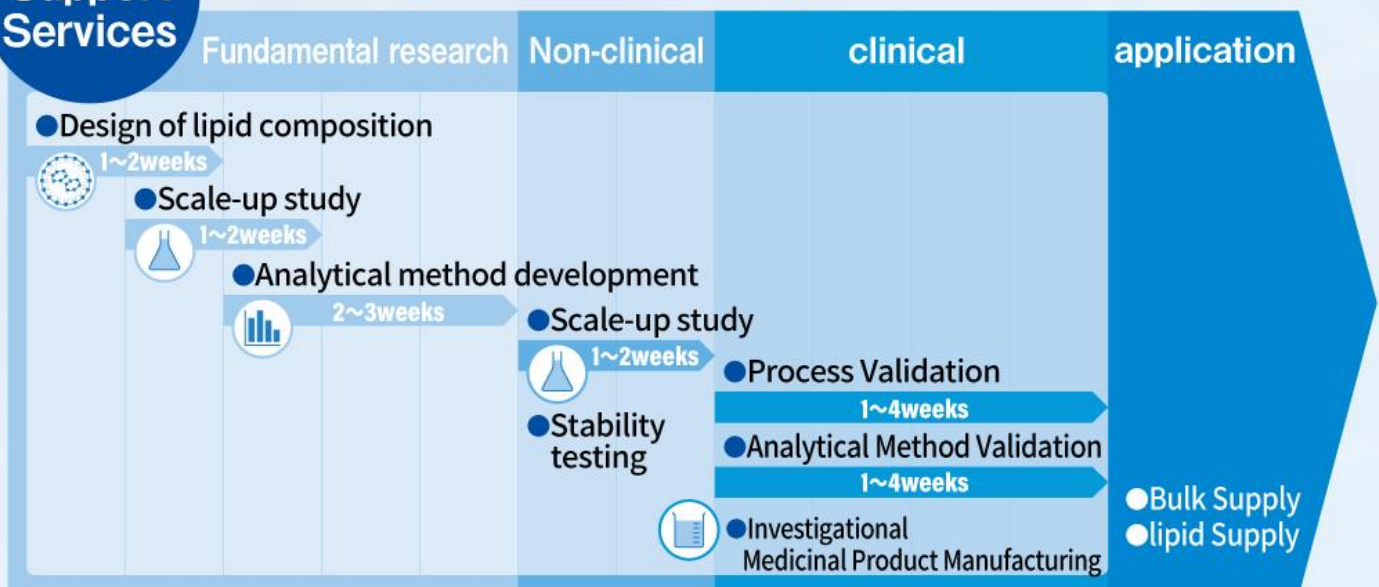 Services
Fundamental research
Non-clinical
clinical
application
●Design of lipid composition
1~2weeks
●Scale-up study
1~2weeks
●Analytical method development
2~3weeks
●Scale-up study
1~2weeks
●Stability
testing
●Process Validation
1~4weeks
●Analytical Method Validation
1~4weeks
●Investigational
Medicinal Product Manufacturing
●Bulk Supply
●lipid Supply